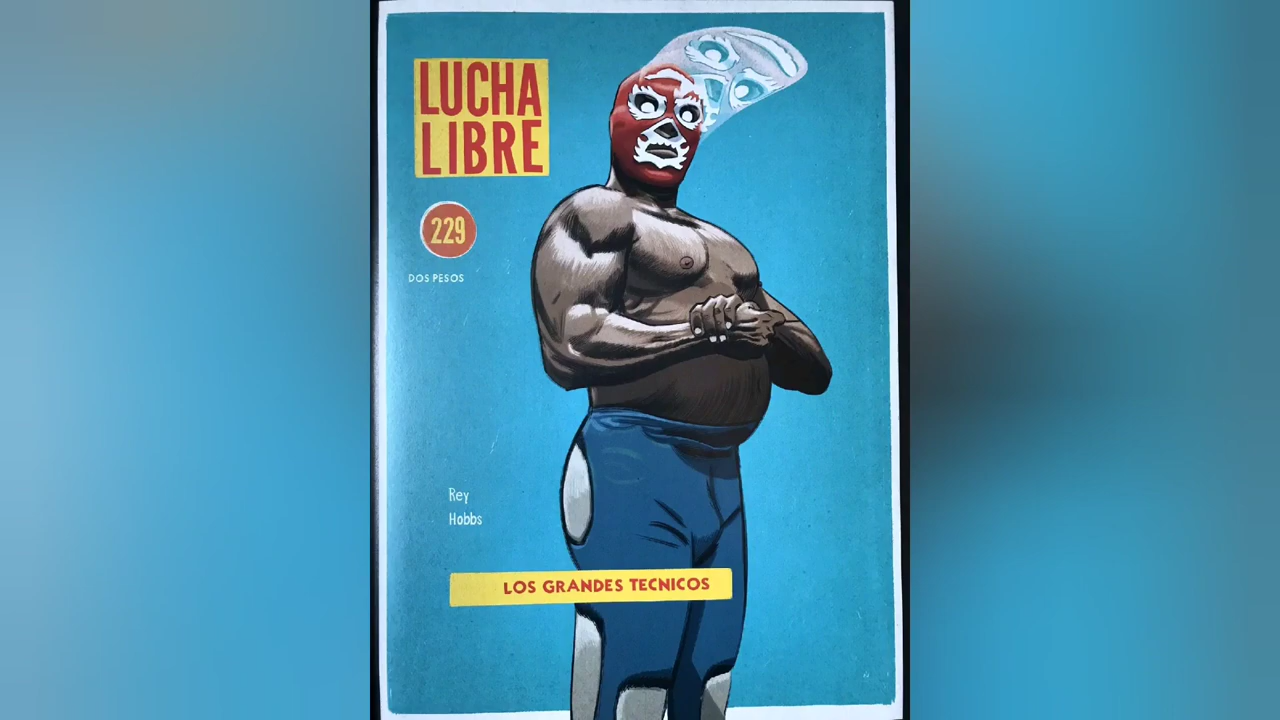 LUCHA
LIBRE
229
DOS PESOS
Rey
Hobbs
LOS GRANDES TECNICOS